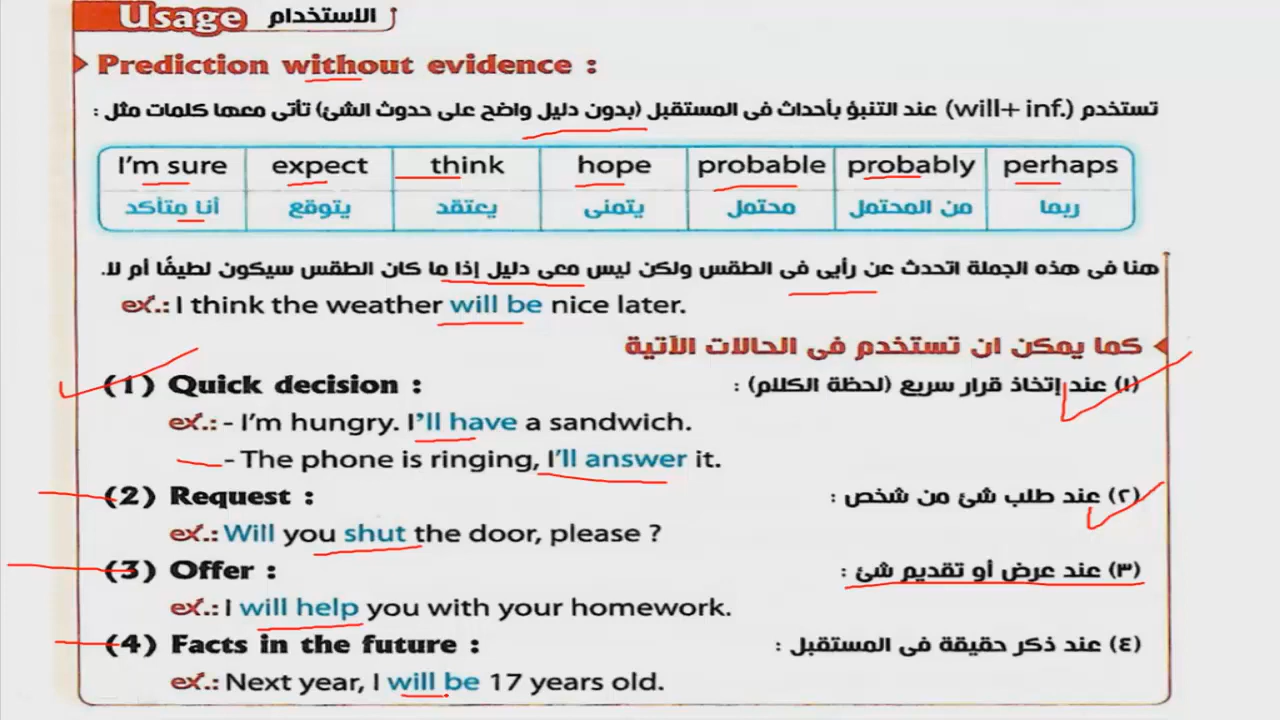 Usage الاستخدام
Prediction without evidence :
تستخدم (will+ inf.) عند التنبؤ بأحداث فى المستقبل (بدون دليل واضح على حدوث الشئ) تأتى معها كلمات مثل :
I'm sure expect think hope probable probably perhaps
أنا متأكد يتوقع يعتقد يتمنى محتمل من المحتمل ربما
هنا فى هذه الجملة اتحدث عن رأيى فى الطقس ولكن ليس معى دليل إذا ما كان الطقس سيكون لطيفًا أم لا.
ex.: I think the weather will be nice later.
كما يمكن ان تستخدم فى الحالات الآتية
(1) Quick decision : (١) عند إتخاذ قرار سريع (لحظة الكلام) :
ex.: - I'm hungry. I'll have a sandwich.
- The phone is ringing, I'll answer it.
(2) Request : (٢) عند طلب شئ من شخص :
ex.: Will you shut the door, please ?
(3) Offer : (٣) عند عرض أو تقديم شئ :
ex.: I will help you with your homework.
(4) Facts in the future : (٤) عند ذكر حقيقة فى المستقبل :
ex.: Next year, I will be 17 years old.